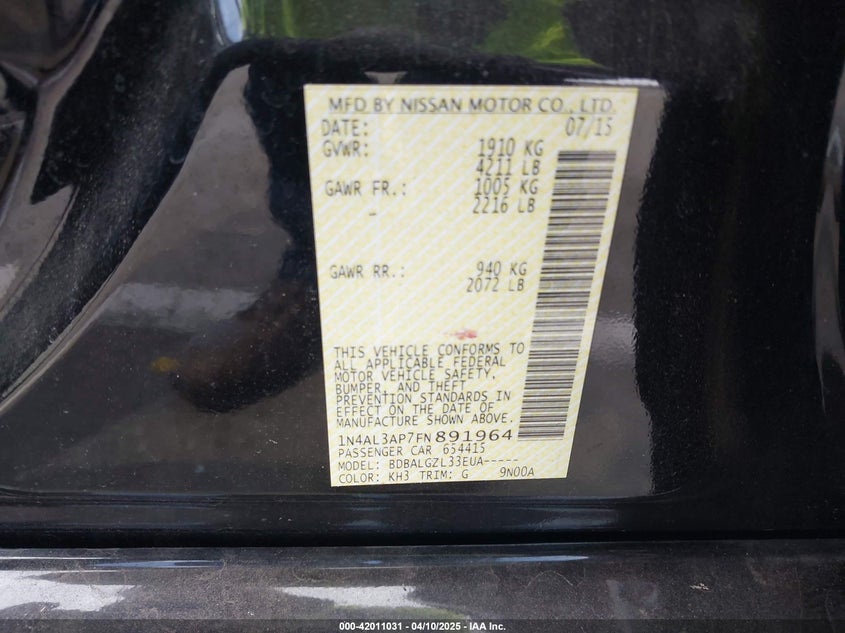 MFD BY NISSAN MOTOR CO., LTD.
DATE: 07/15
GVWR: 1910 KG
4211 LB
GAWR FR.: 1005 KG
– 2216 LB
GAWR RR.: 940 KG
2072 LB
THIS VEHICLE CONFORMS TO
ALL APPLICABLE FEDERAL
MOTOR VEHICLE SAFETY,
BUMPER, AND THEFT
PREVENTION STANDARDS IN
EFFECT ON THE DATE OF
MANUFACTURE SHOWN ABOVE.
1N4AL3AP7FN891964
PASSENGER CAR 654415
MODEL: BDBALGZL33EUA-----
COLOR: KH3 TRIM: G 9N00A
000-42011031 - 04/10/2025 - IAA Inc.